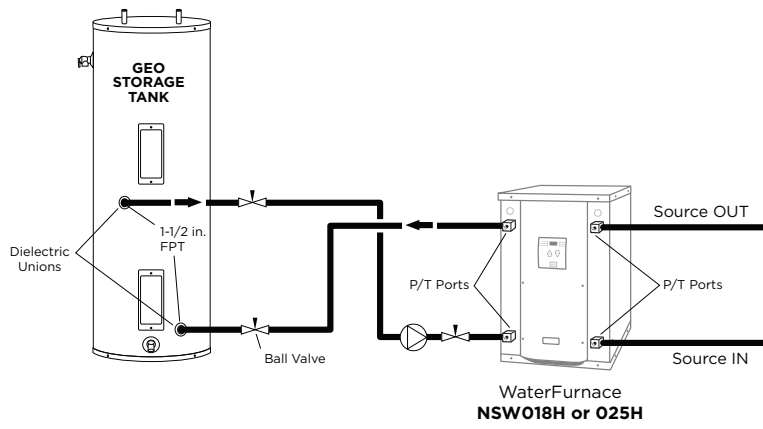 GEO
STORAGE
TANK
Dielectric
Unions
1-1/2 in.
FPT
Ball Valve
P/T Ports
P/T Ports
Source OUT
Source IN
WaterFurnace
NSW018H or 025H